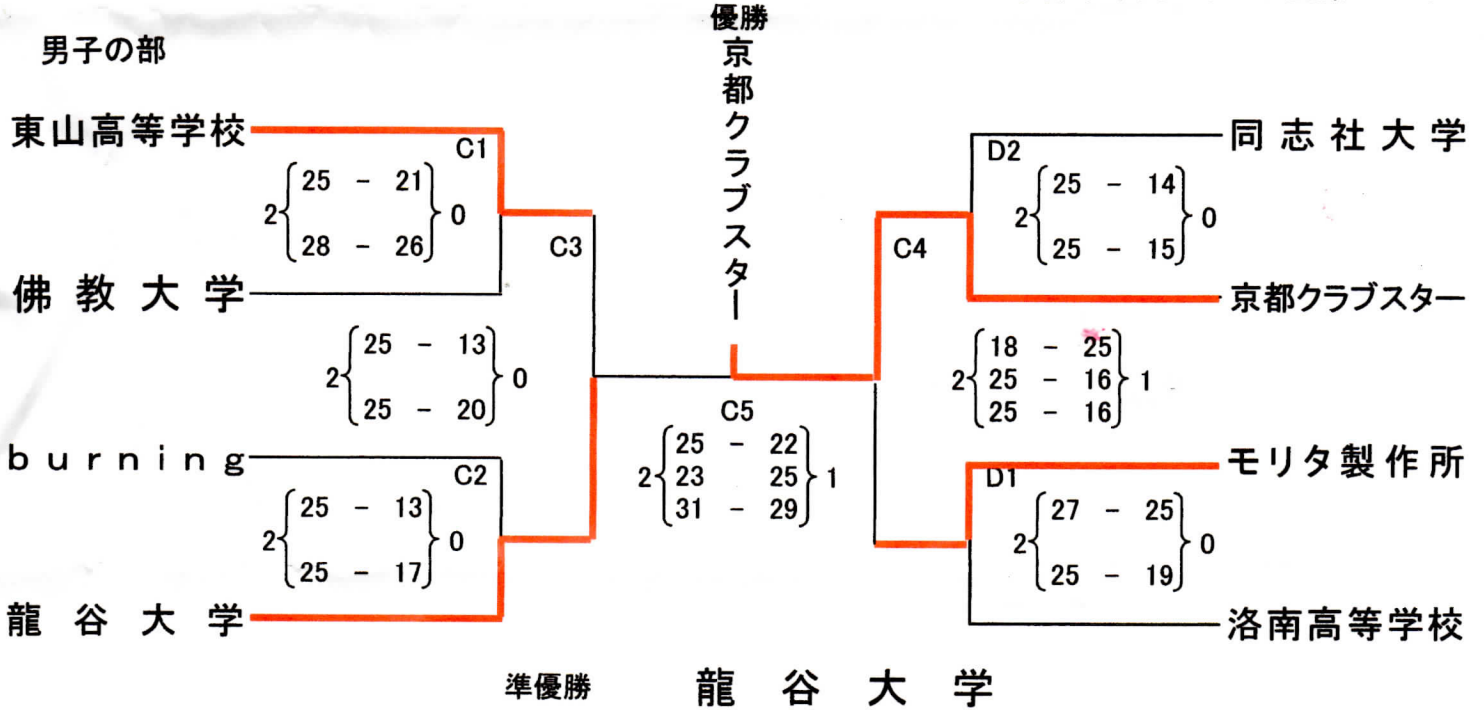 優勝
京都クラブスター
男子の部
東山高等学校
C1
2 25 - 21 0
28 - 26
佛教大学
C3
2 25 - 13 0
25 - 20
burning
C2
2 25 - 13 0
25 - 17
龍谷大学
C5
25 - 22
2 23 25 1
31 - 29
同志社大学
D2
2 25 - 14 0
25 - 15
京都クラブスター
C4
18 - 25
2 25 - 16 1
25 - 16
モリタ製作所
D1
2 27 - 25 0
25 - 19
洛南高等学校
準優勝 龍谷大学